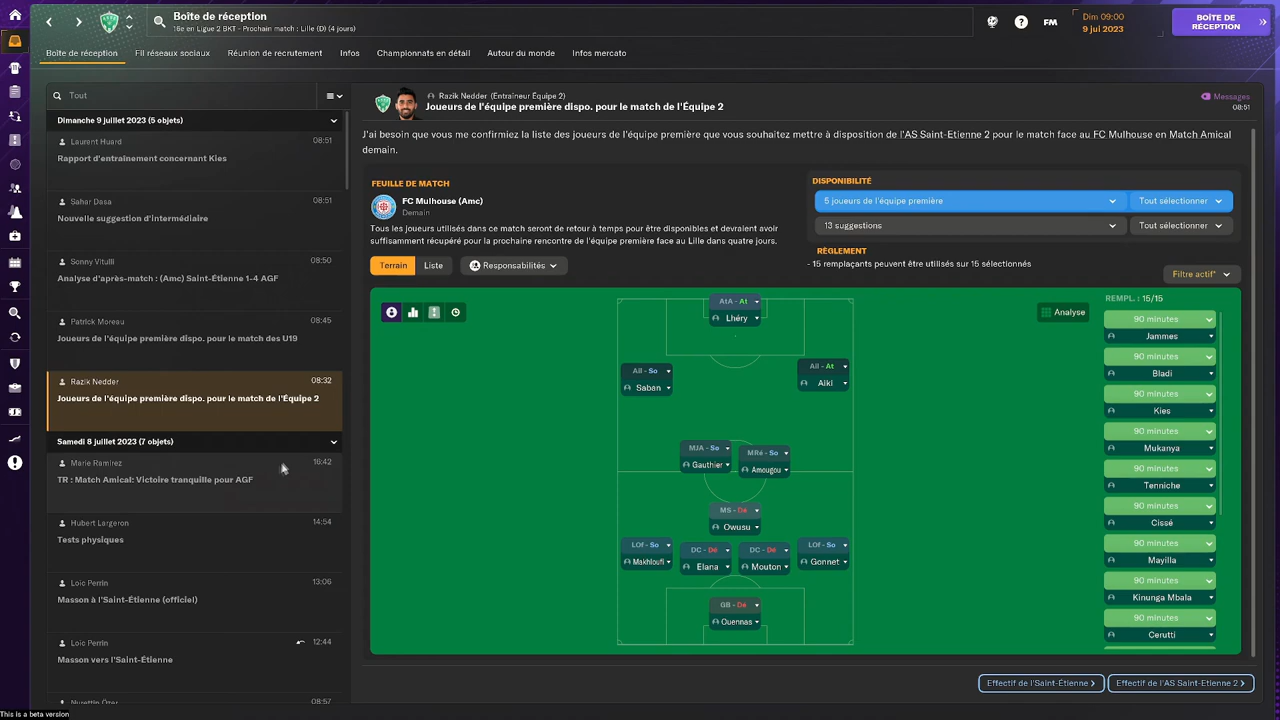 Boîte de réception
16e en Ligue 2 BKT - Prochain match : Lille (D) (4 jours)
FM
Dim 09:00
9 jul 2023
BOÎTE DE RÉCEPTION
Boîte de réception
Fil réseaux sociaux
Réunion de recrutement
Infos
Championnats en détail
Autour du monde
Infos mercato
Tout
Dimanche 9 juillet 2023 (5 objets)
Laurent Huard 08:51
Rapport d'entraînement concernant Kies
Sahar Dasa 08:51
Nouvelle suggestion d'intermédiaire
Sonny Vitulli 08:50
Analyse d'après-match : (Amc) Saint-Étienne 1-4 AGF
Patrick Moreau 08:45
Joueurs de l'équipe première dispo. pour le match des U19
Razik Nedder 08:32
Joueurs de l'équipe première dispo. pour le match de l'Équipe 2
Samedi 8 juillet 2023 (7 objets)
Marie Ramirez 16:42
TR : Match Amical: Victoire tranquille pour AGF
Hubert Largeron 14:54
Tests physiques
Loïc Perrin 13:06
Masson à l'Saint-Étienne (officiel)
Loïc Perrin 12:44
Masson vers l'Saint-Étienne
Nurettin Özer 08:57
Razik Nedder (Entraîneur Équipe 2)
Joueurs de l'équipe première dispo. pour le match de l'Équipe 2
Messages
08:51
J'ai besoin que vous me confirmiez la liste des joueurs de l'équipe première que vous souhaitez mettre à disposition de l'AS Saint-Etienne 2 pour le match face au FC Mulhouse en Match Amical
demain.
FEUILLE DE MATCH
FC Mulhouse (Amc)
Demain
Tous les joueurs utilisés dans ce match seront de retour à temps pour être disponibles et devraient avoir
suffisamment récupéré pour la prochaine rencontre de l'équipe première face au Lille dans quatre jours.
DISPONIBILITÉ
5 joueurs de l'équipe première
Tout sélectionner
13 suggestions
Tout sélectionner
RÈGLEMENT
- 15 remplaçants peuvent être utilisés sur 15 sélectionnés
Terrain
Liste
Responsabilités
Filtre actif*
Analyse
AtA - At
Lhéry
Ail - So
Saban
Ail - At
Aiki
MJA - So
Gauthier
MRé - So
Amougou
MS - Dé
Owusu
LOf - So
Makhloufi
DC - Dé
Elana
DC - Dé
Mouton
LOf - So
Gonnet
GB - Dé
Ouennas
REMPL. : 15/15
90 minutes
Jammes
90 minutes
Bladi
90 minutes
Kies
90 minutes
Mukanya
90 minutes
Tenniche
90 minutes
Cissé
90 minutes
Mayilla
90 minutes
Kinunga Mbala
90 minutes
Cerutti
Effectif de l'Saint-Étienne
Effectif de l'AS Saint-Etienne 2
This is a beta version